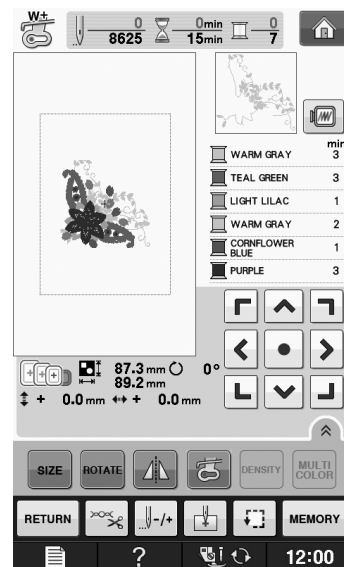 W+ 0 0min 0
8625 15min 7
min
WARM GRAY 3
TEAL GREEN 3
LIGHT LILAC 1
WARM GRAY 2
CORNFLOWER
BLUE 1
PURPLE 3
87.3 mm 0°
89.2 mm
+ 0.0 mm + 0.0 mm
SIZE ROTATE DENSITY MULTI
COLOR
RETURN -/+ MEMORY
? 12:00